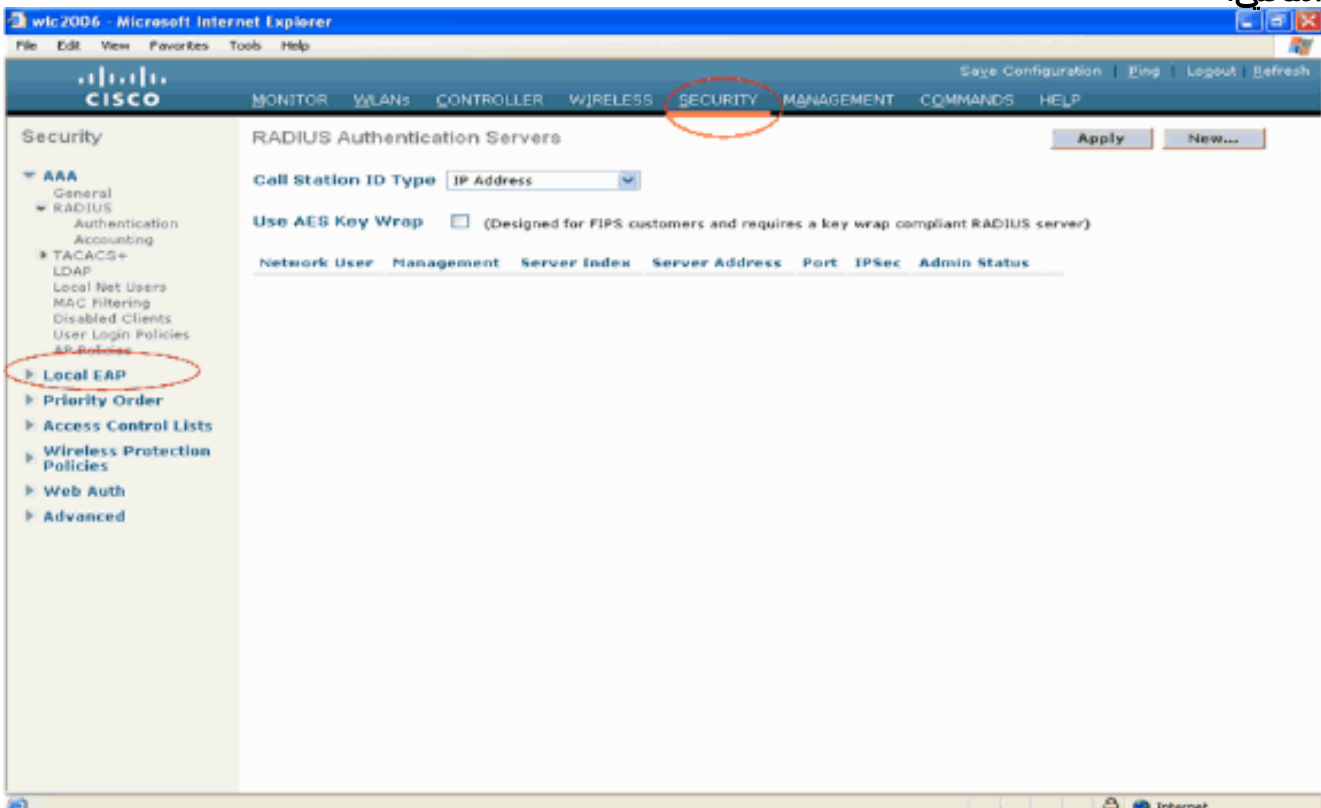 wlc2006 - Microsoft Internet Explorer
File Edit View Favorites Tools Help
Save Configuration | Ping | Logout | Refresh
CISCO
MONITOR WLANs CONTROLLER WIRELESS SECURITY MANAGEMENT COMMANDS HELP
Security
AAA
General
RADIUS
Authentication
Accounting
TACACS+
LDAP
Local Net Users
MAC Filtering
Disabled Clients
User Login Policies
AP Policies
Local EAP
Priority Order
Access Control Lists
Wireless Protection
Policies
Web Auth
Advanced
RADIUS Authentication Servers
Apply New...
Call Station ID Type IP Address
Use AES Key Wrap (Designed for FIPS customers and requires a key wrap compliant RADIUS server)
Network User Management Server Index Server Address Port IPSec Admin Status
Internet